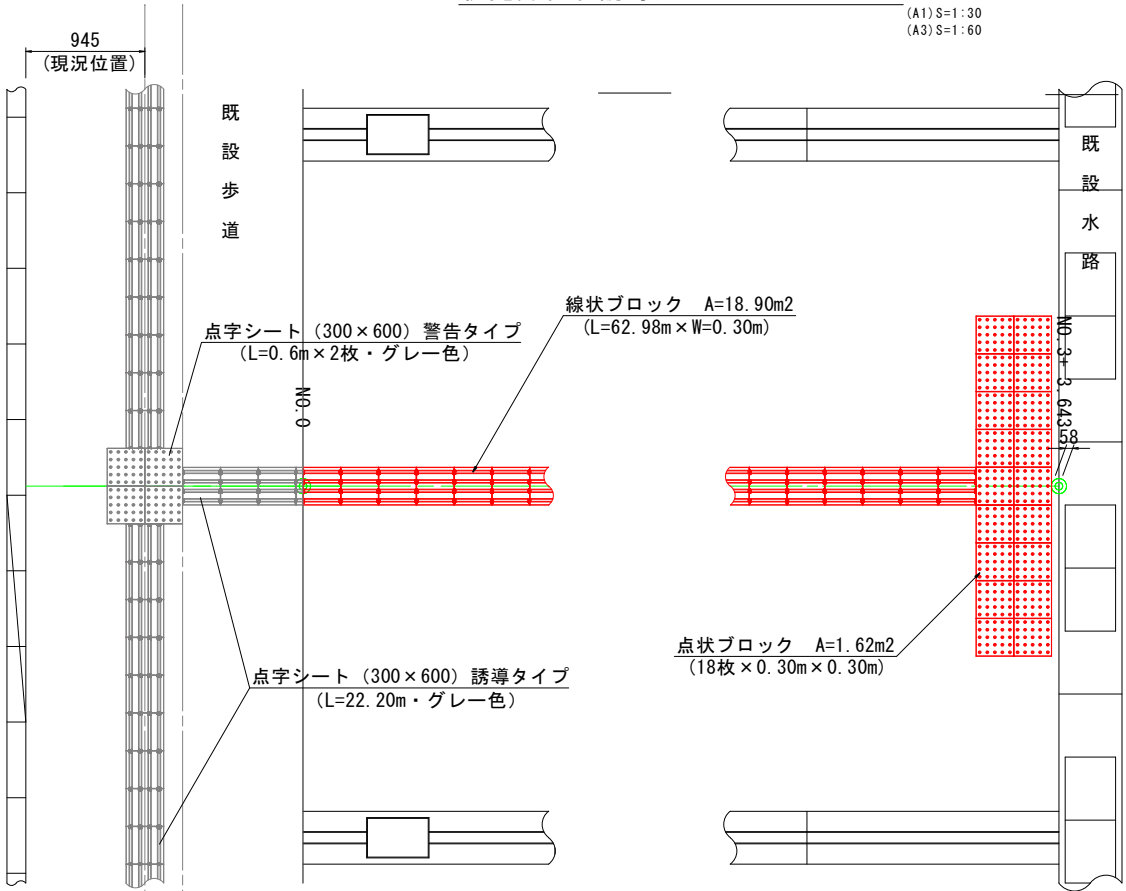 (A1)S=1:30
(A3)S=1:60
945
(現況位置)
既設歩道
既設水路
線状ブロック A=18.90m2
(L=62.98m×W=0.30m)
点字シート(300×600)警告タイプ
(L=0.6m×2枚・グレー色)
NO.0
NO.3+ 3.643
58
点状ブロック A=1.62m2
(18枚×0.30m×0.30m)
点字シート(300×600)誘導タイプ
(L=22.20m・グレー色)